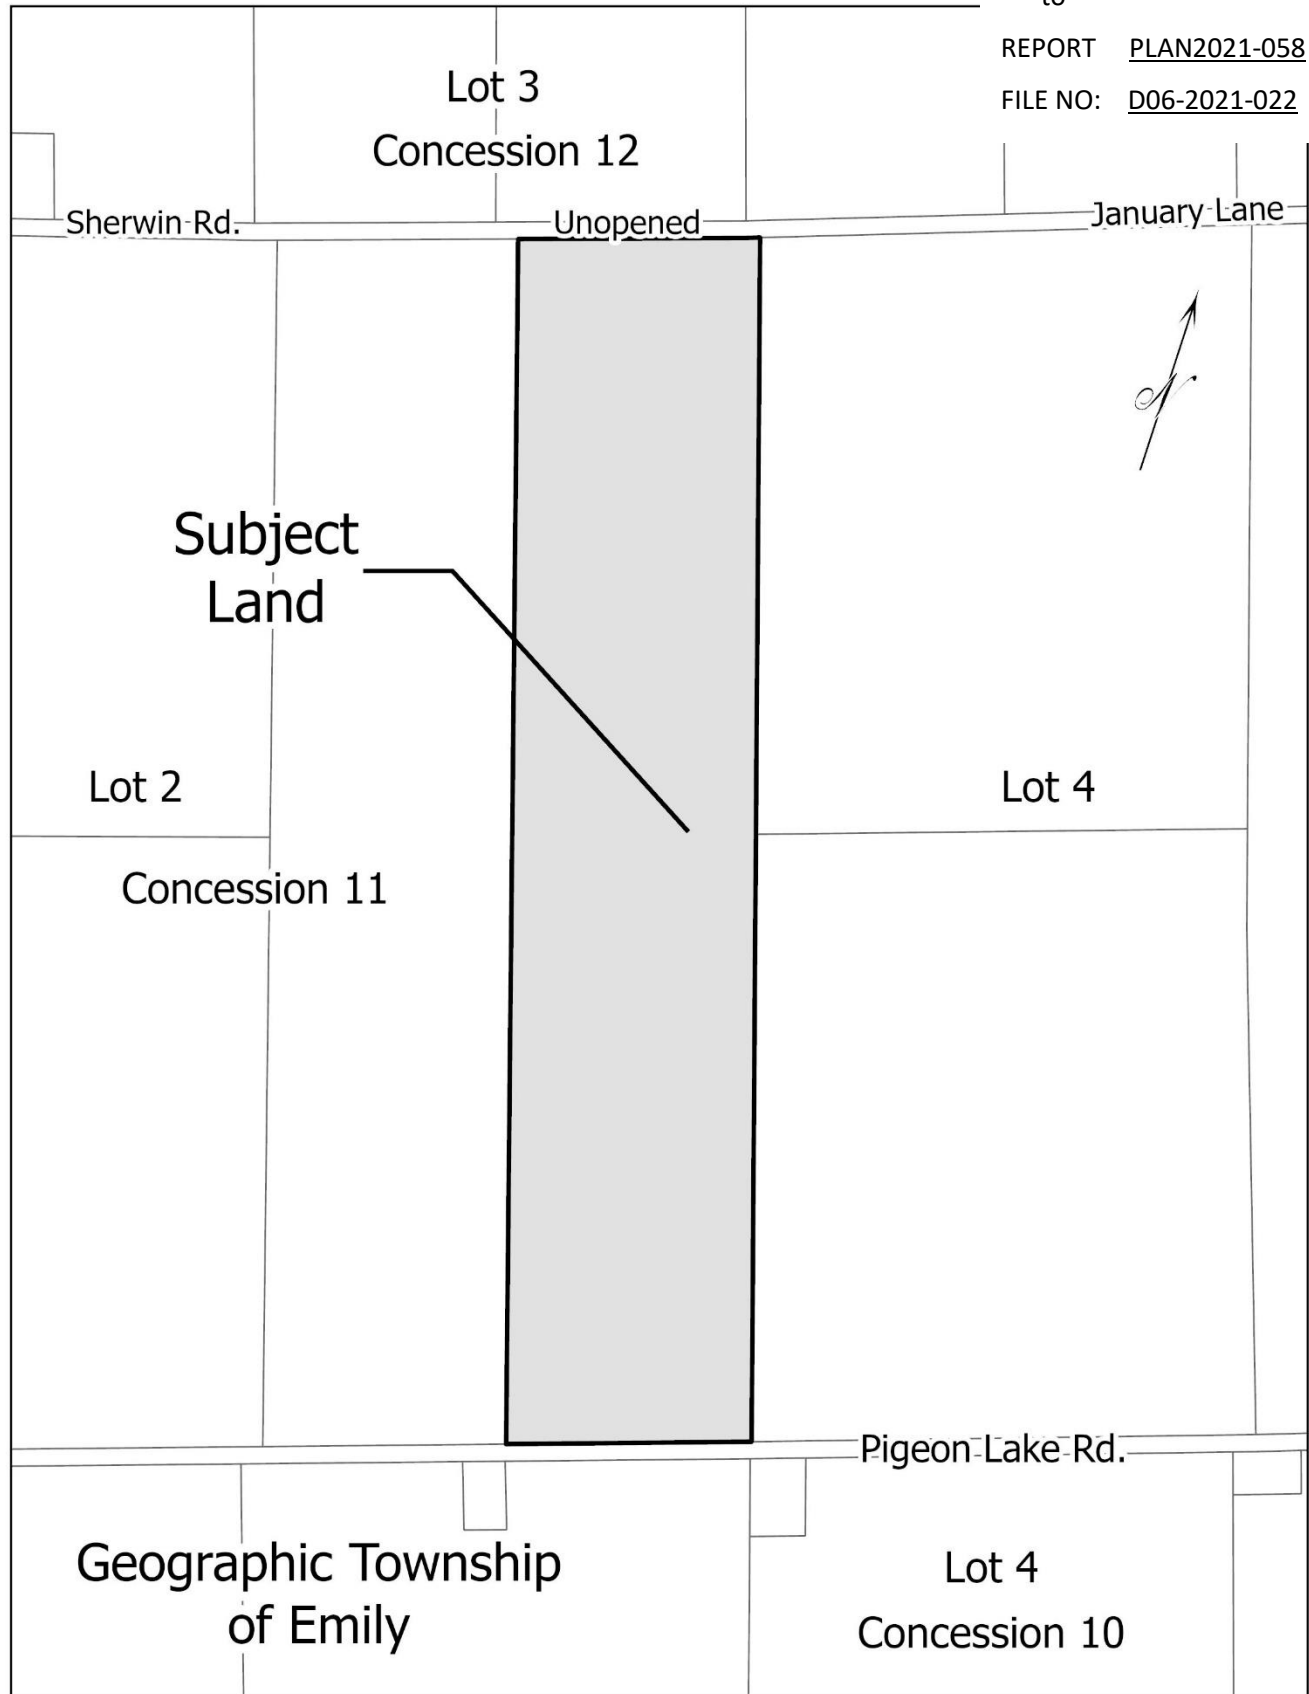 to
REPORT PLAN2021-058
FILE NO: D06-2021-022
Lot 3
Concession 12
Sherwin Rd.
Unopened
January Lane
N
Subject
Land
Lot 2
Lot 4
Concession 11
Pigeon Lake Rd.
Geographic Township
of Emily
Lot 4
Concession 10